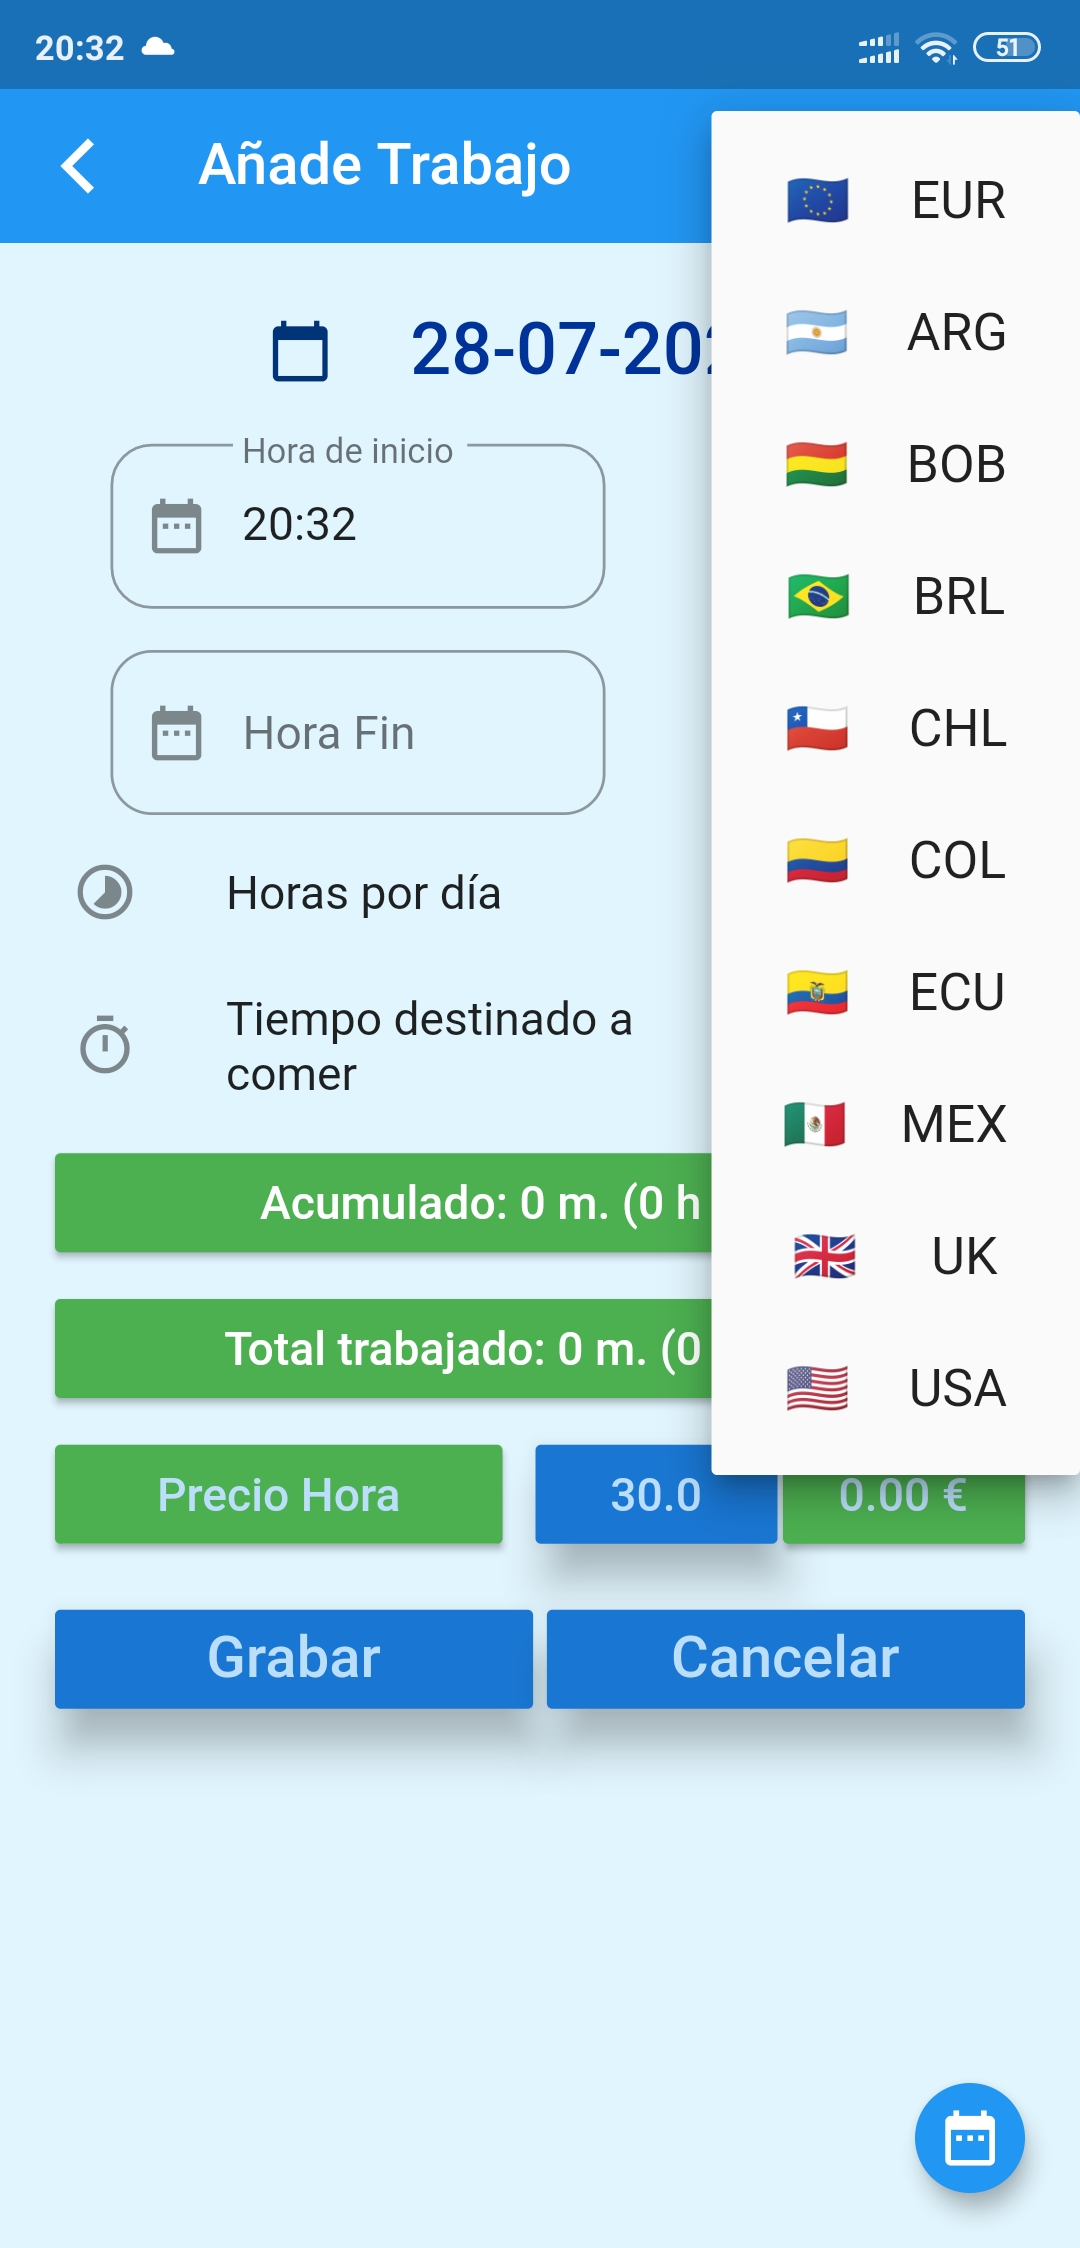 20:32
51
Añade Trabajo
28-07-202
Hora de inicio
20:32
Hora Fin
Horas por día
Tiempo destinado a
comer
Acumulado: 0 m. (0 h
Total trabajado: 0 m. (0
Precio Hora
30.0
0.00 €
Grabar
Cancelar
EUR
ARG
BOB
BRL
CHL
COL
ECU
MEX
UK
USA